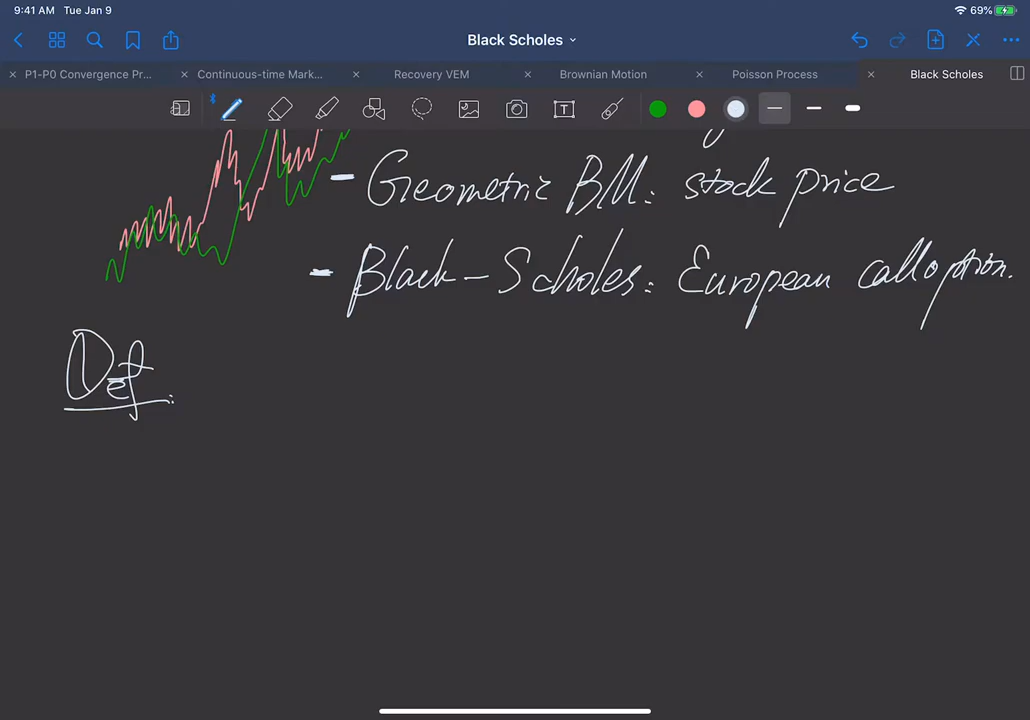 9:41 AM Tue Jan 9 69%
Black Scholes
P1-P0 Convergence Pr... Continuous-time Mark... Recovery VEM Brownian Motion Poisson Process Black Scholes
T
- Geometric BM: stock price
- Black-Scholes: European call option.
Def: